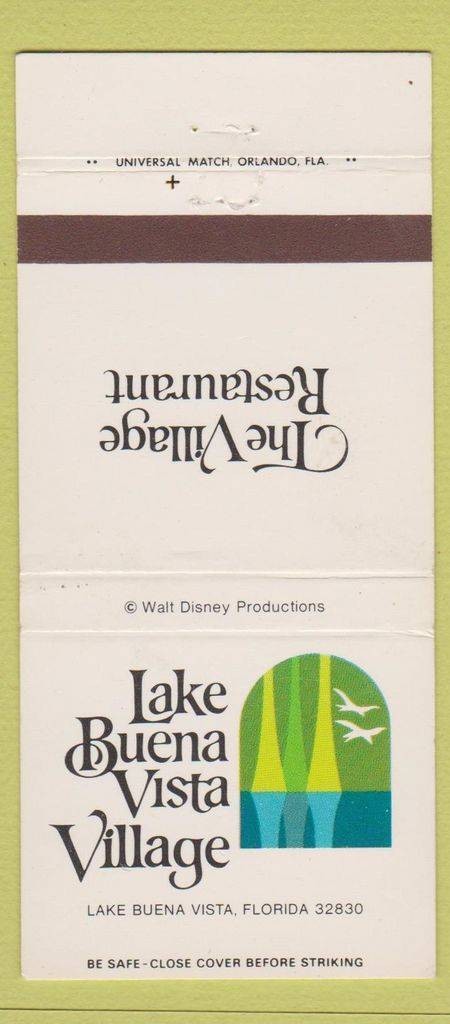 •• UNIVERSAL MATCH, ORLANDO, FLA. ••
+
The Village
Restaurant
© Walt Disney Productions
Lake
Buena
Vista
Village
LAKE BUENA VISTA, FLORIDA 32830
BE SAFE - CLOSE COVER BEFORE STRIKING